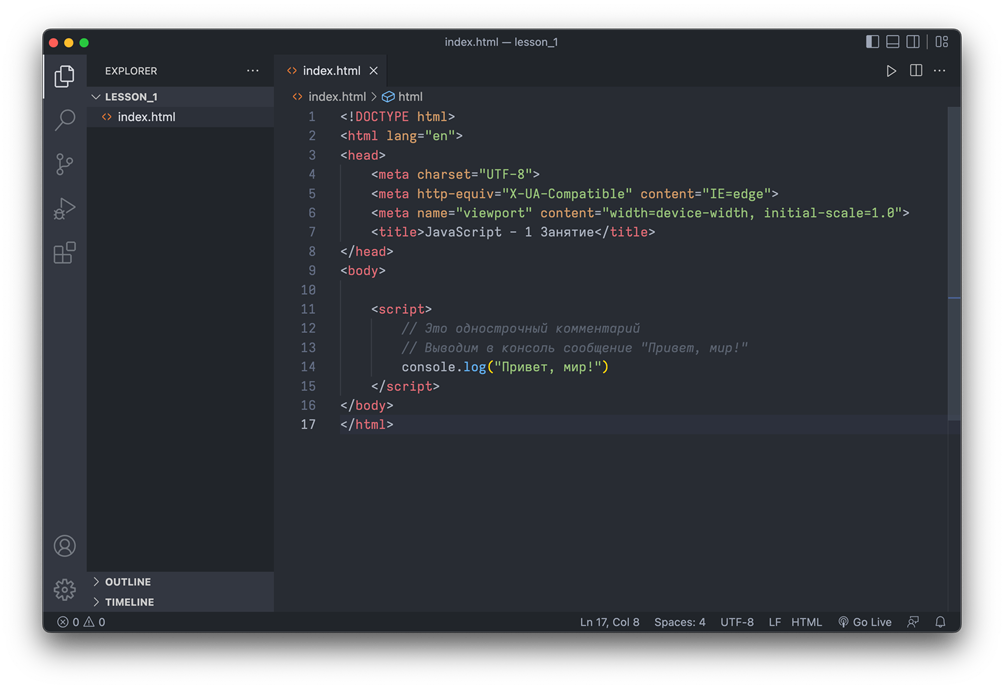 index.html — lesson_1
EXPLORER
index.html
LESSON_1
index.html
index.html > html
1 <!DOCTYPE html>
2 <html lang="en">
3 <head>
4 <meta charset="UTF-8">
5 <meta http-equiv="X-UA-Compatible" content="IE=edge">
6 <meta name="viewport" content="width=device-width, initial-scale=1.0">
7 <title>JavaScript - 1 Занятие</title>
8 </head>
9 <body>
10
11 <script>
12 // Это однострочный комментарий
13 // Выводим в консоль сообщение "Привет, мир!"
14 console.log("Привет, мир!")
15 </script>
16 </body>
17 </html>
OUTLINE
TIMELINE
0 0 Ln 17, Col 8 Spaces: 4 UTF-8 LF HTML Go Live